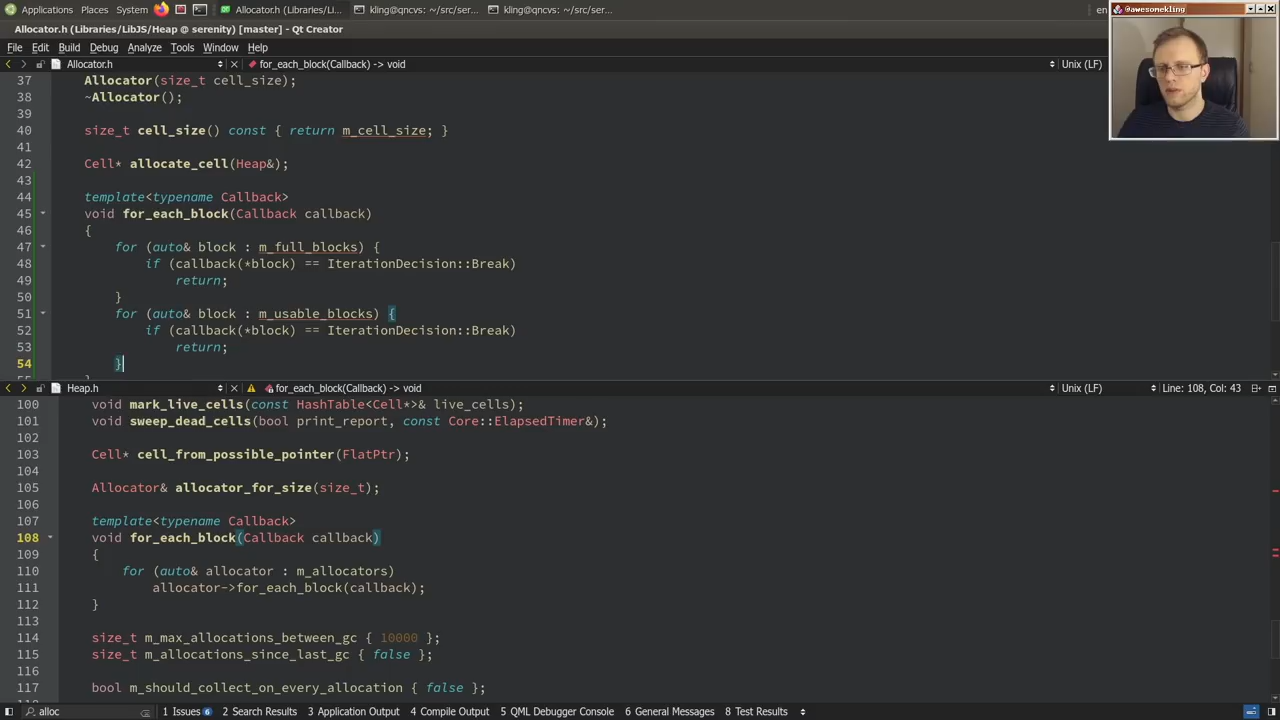 Applications Places System Allocator.h (Libraries/Li... kling@qncvs: ~/src/ser... kling@qncvs: ~/src/ser... en
@awesomekling
Allocator.h (Libraries/LibJS/Heap @ serenity) [master] - Qt Creator
File Edit Build Debug Analyze Tools Window Help
Allocator.h for_each_block(Callback) -> void Unix (LF)
37 Allocator(size_t cell_size);
38 ~Allocator();
39
40 size_t cell_size() const { return m_cell_size; }
41
42 Cell* allocate_cell(Heap&);
43
44 template<typename Callback>
45 void for_each_block(Callback callback)
46 {
47 for (auto& block : m_full_blocks) {
48 if (callback(*block) == IterationDecision::Break)
49 return;
50 }
51 for (auto& block : m_usable_blocks) {
52 if (callback(*block) == IterationDecision::Break)
53 return;
54 }
55 }
Heap.h for_each_block(Callback) -> void Unix (LF) Line: 108, Col: 43
100 void mark_live_cells(const HashTable<Cell*>& live_cells);
101 void sweep_dead_cells(bool print_report, const Core::ElapsedTimer&);
102
103 Cell* cell_from_possible_pointer(FlatPtr);
104
105 Allocator& allocator_for_size(size_t);
106
107 template<typename Callback>
108 void for_each_block(Callback callback)
109 {
110 for (auto& allocator : m_allocators)
111 allocator->for_each_block(callback);
112 }
113
114 size_t m_max_allocations_between_gc { 10000 };
115 size_t m_allocations_since_last_gc { false };
116
117 bool m_should_collect_on_every_allocation { false };
118
alloc 1 Issues 6 2 Search Results 3 Application Output 4 Compile Output 5 QML Debugger Console 6 General Messages 8 Test Results